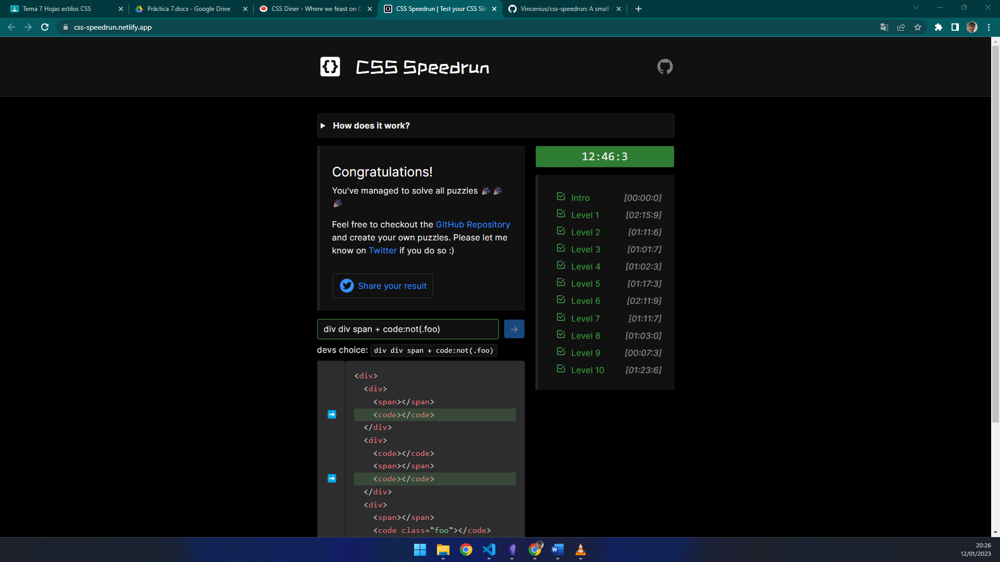 Tema 7 Hojas estilos CSS
Práctica 7.docx - Google Drive
CSS Diner - Where we feast on C
CSS Speedrun | Test your CSS Ski
Vincenius/css-speedrun: A small
css-speedrun.netlify.app
CSS Speedrun
How does it work?
Congratulations!
You've managed to solve all puzzles 🎉 🎉
🎉
Feel free to checkout the GitHub Repository
and create your own puzzles. Please let me
know on Twitter if you do so :)
Share your result
div div span + code:not(.foo)
devs choice: div div span + code:not(.foo)
<div>
<div>
<span></span>
<code></code>
</div>
<div>
<code></code>
<span></span>
<code></code>
</div>
<div>
<span></span>
<code class="foo"></code>
12:46:3
Intro [00:00:0]
Level 1 [02:15:9]
Level 2 [01:11:6]
Level 3 [01:01:7]
Level 4 [01:02:3]
Level 5 [01:17:3]
Level 6 [02:11:9]
Level 7 [01:11:7]
Level 8 [01:03:0]
Level 9 [00:07:3]
Level 10 [01:23:6]
20:26
12/01/2023